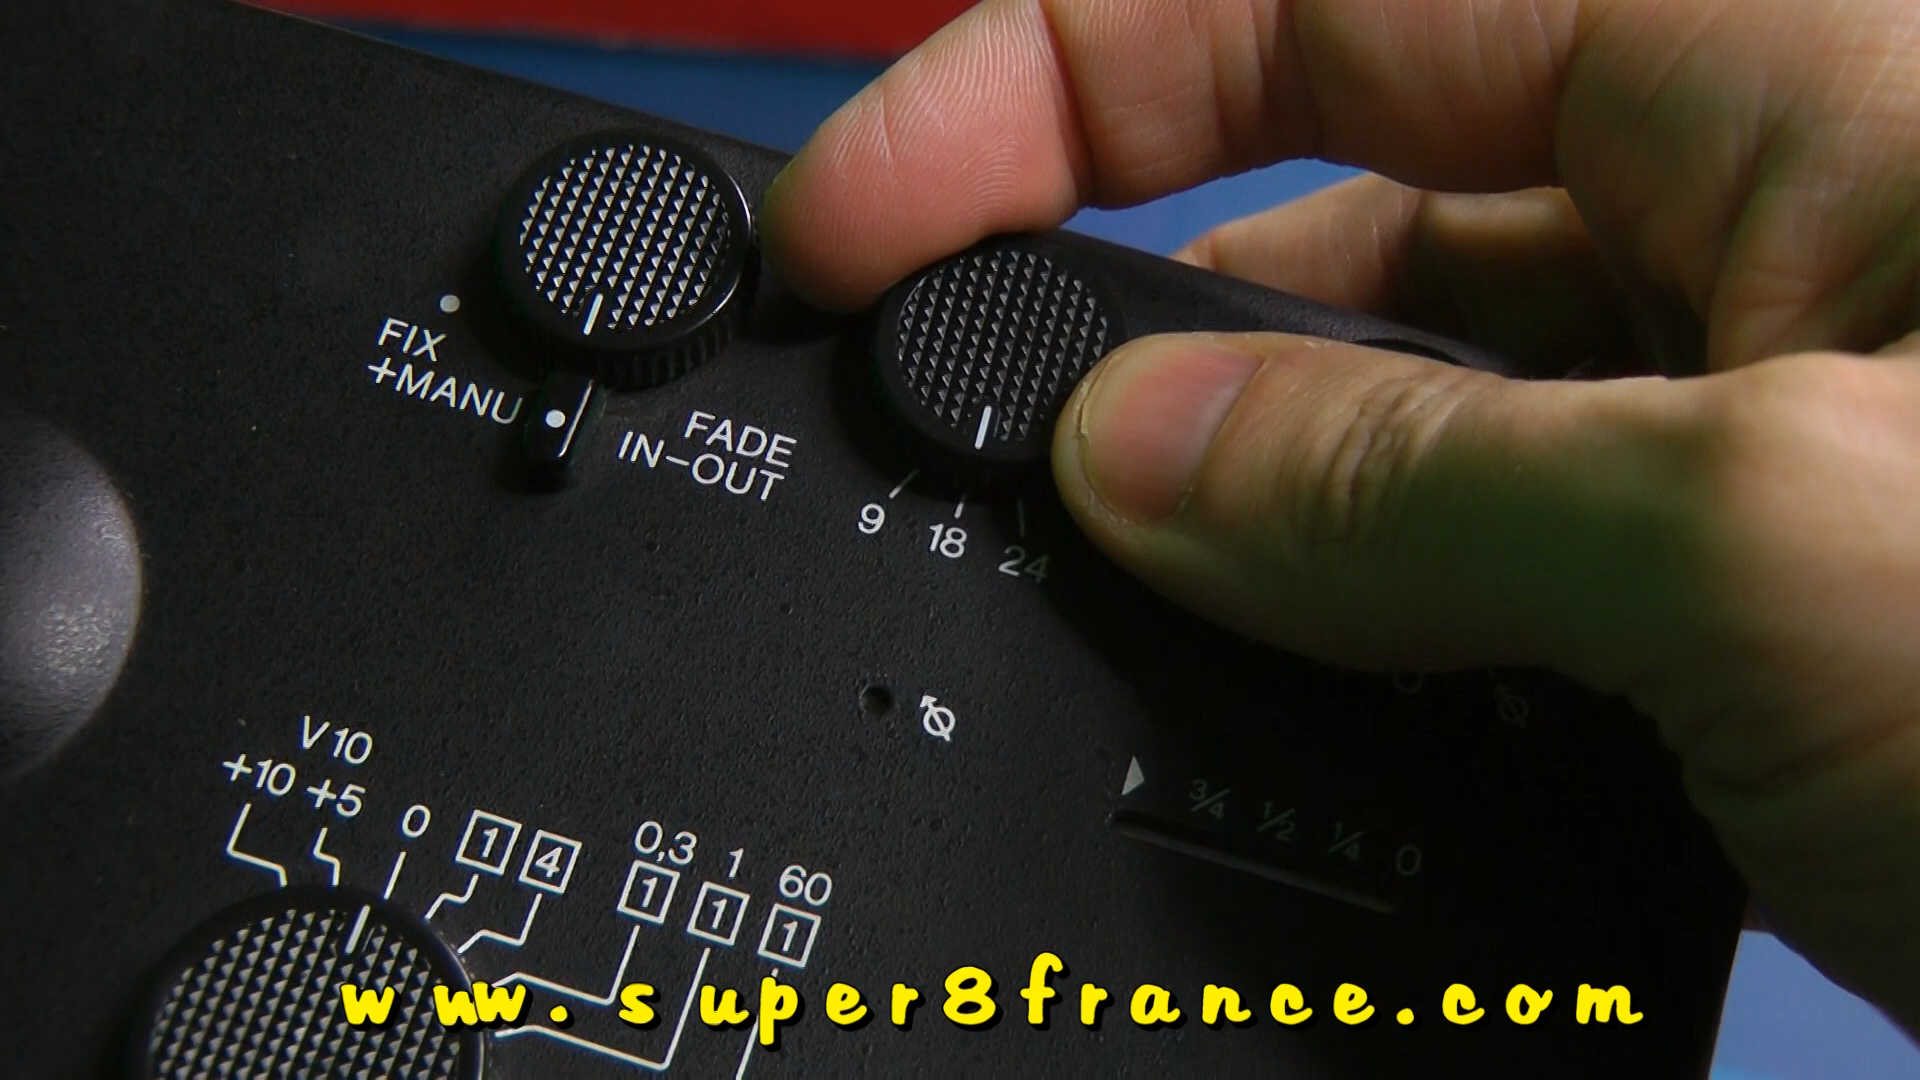 FIX
+MANU
FADE
IN-OUT
9 18 24
V10
+10 +5 0 1 4
0,3 1 60
1 1 1
3/4 1/2 1/4 0
www.super8france.com